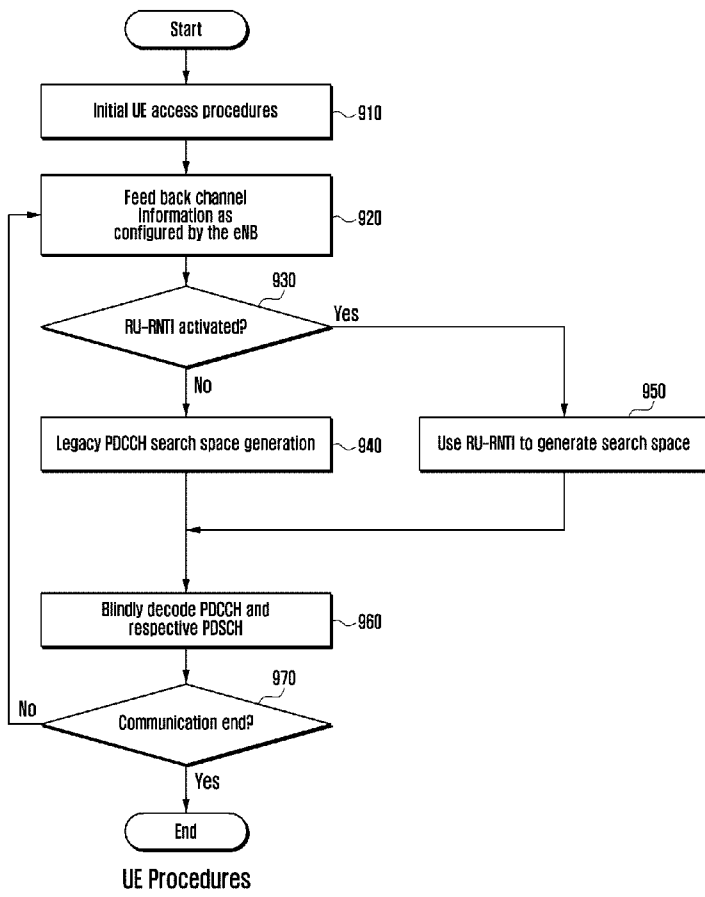 Start
Initial UE access procedures
910
Feed back channel
information as
configured by the eNB
920
930
RU-RNTI activated?
Yes
No
Legacy PDCCH search space generation
940
950
Use RU-RNTI to generate search space
Blindly decode PDCCH and
respective PDSCH
960
970
No
Communication end?
Yes
End
UE Procedures